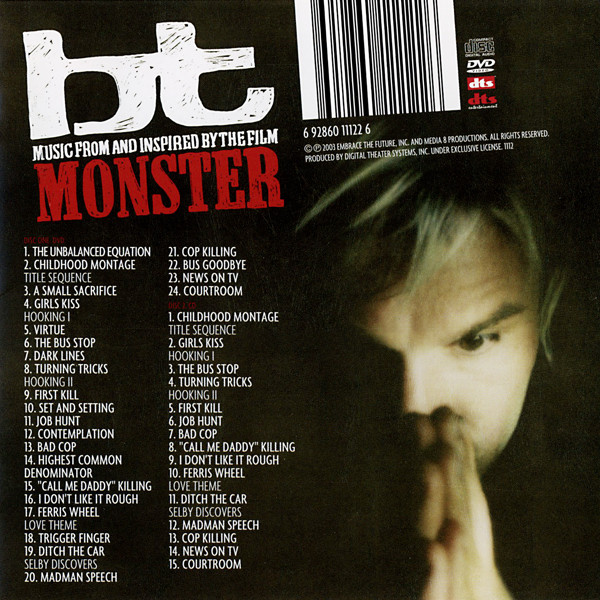 bt
MUSIC FROM AND INSPIRED BY THE FILM
MONSTER
COMPACT
disc
DIGITAL AUDIO
DVD
VIDEO
dts
dts
entertainment
6 92860 11122 6
© ℗ 2003 EMBRACE THE FUTURE, INC. AND MEDIA 8 PRODUCTIONS. ALL RIGHTS RESERVED.
PRODUCED BY DIGITAL THEATER SYSTEMS, INC. UNDER EXCLUSIVE LICENSE. 1112
DISC ONE: DVD
1. THE UNBALANCED EQUATION
2. CHILDHOOD MONTAGE
TITLE SEQUENCE
3. A SMALL SACRIFICE
4. GIRLS KISS
HOOKING I
5. VIRTUE
6. THE BUS STOP
7. DARK LINES
8. TURNING TRICKS
HOOKING II
9. FIRST KILL
10. SET AND SETTING
11. JOB HUNT
12. CONTEMPLATION
13. BAD COP
14. HIGHEST COMMON
DENOMINATOR
15. "CALL ME DADDY" KILLING
16. I DON'T LIKE IT ROUGH
17. FERRIS WHEEL
LOVE THEME
18. TRIGGER FINGER
19. DITCH THE CAR
SELBY DISCOVERS
20. MADMAN SPEECH
21. COP KILLING
22. BUS GOODBYE
23. NEWS ON TV
24. COURTROOM
1. CHILDHOOD MONTAGE
TITLE SEQUENCE
2. GIRLS KISS
HOOKING I
3. THE BUS STOP
4. TURNING TRICKS
HOOKING II
5. FIRST KILL
6. JOB HUNT
7. BAD COP
8. "CALL ME DADDY" KILLING
9. I DON'T LIKE IT ROUGH
10. FERRIS WHEEL
LOVE THEME
11. DITCH THE CAR
SELBY DISCOVERS
12. MADMAN SPEECH
13. COP KILLING
14. NEWS ON TV
15. COURTROOM